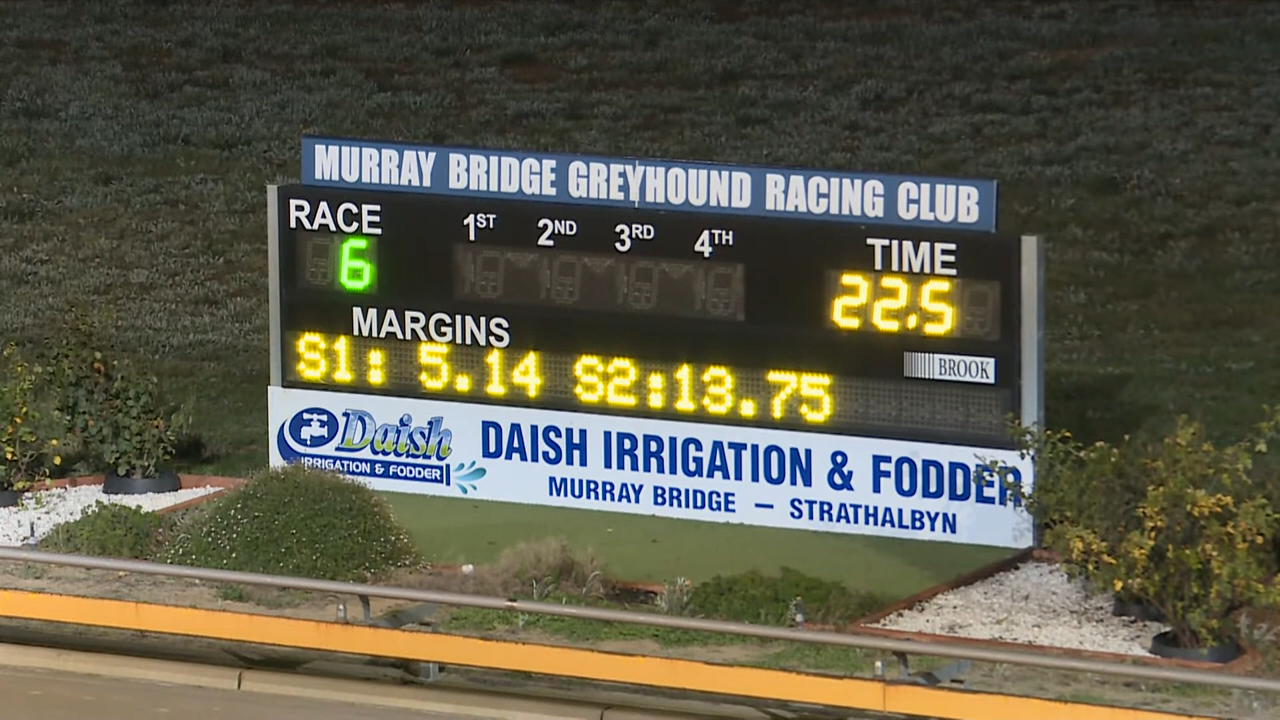 MURRAY BRIDGE GREYHOUND RACING CLUB
RACE 1ST 2ND 3RD 4TH TIME
6 22.5
MARGINS
BROOK
S1: 5.14 S2:13.75
Daish
IRRIGATION & FODDER
DAISH IRRIGATION & FODDER
MURRAY BRIDGE – STRATHALBYN